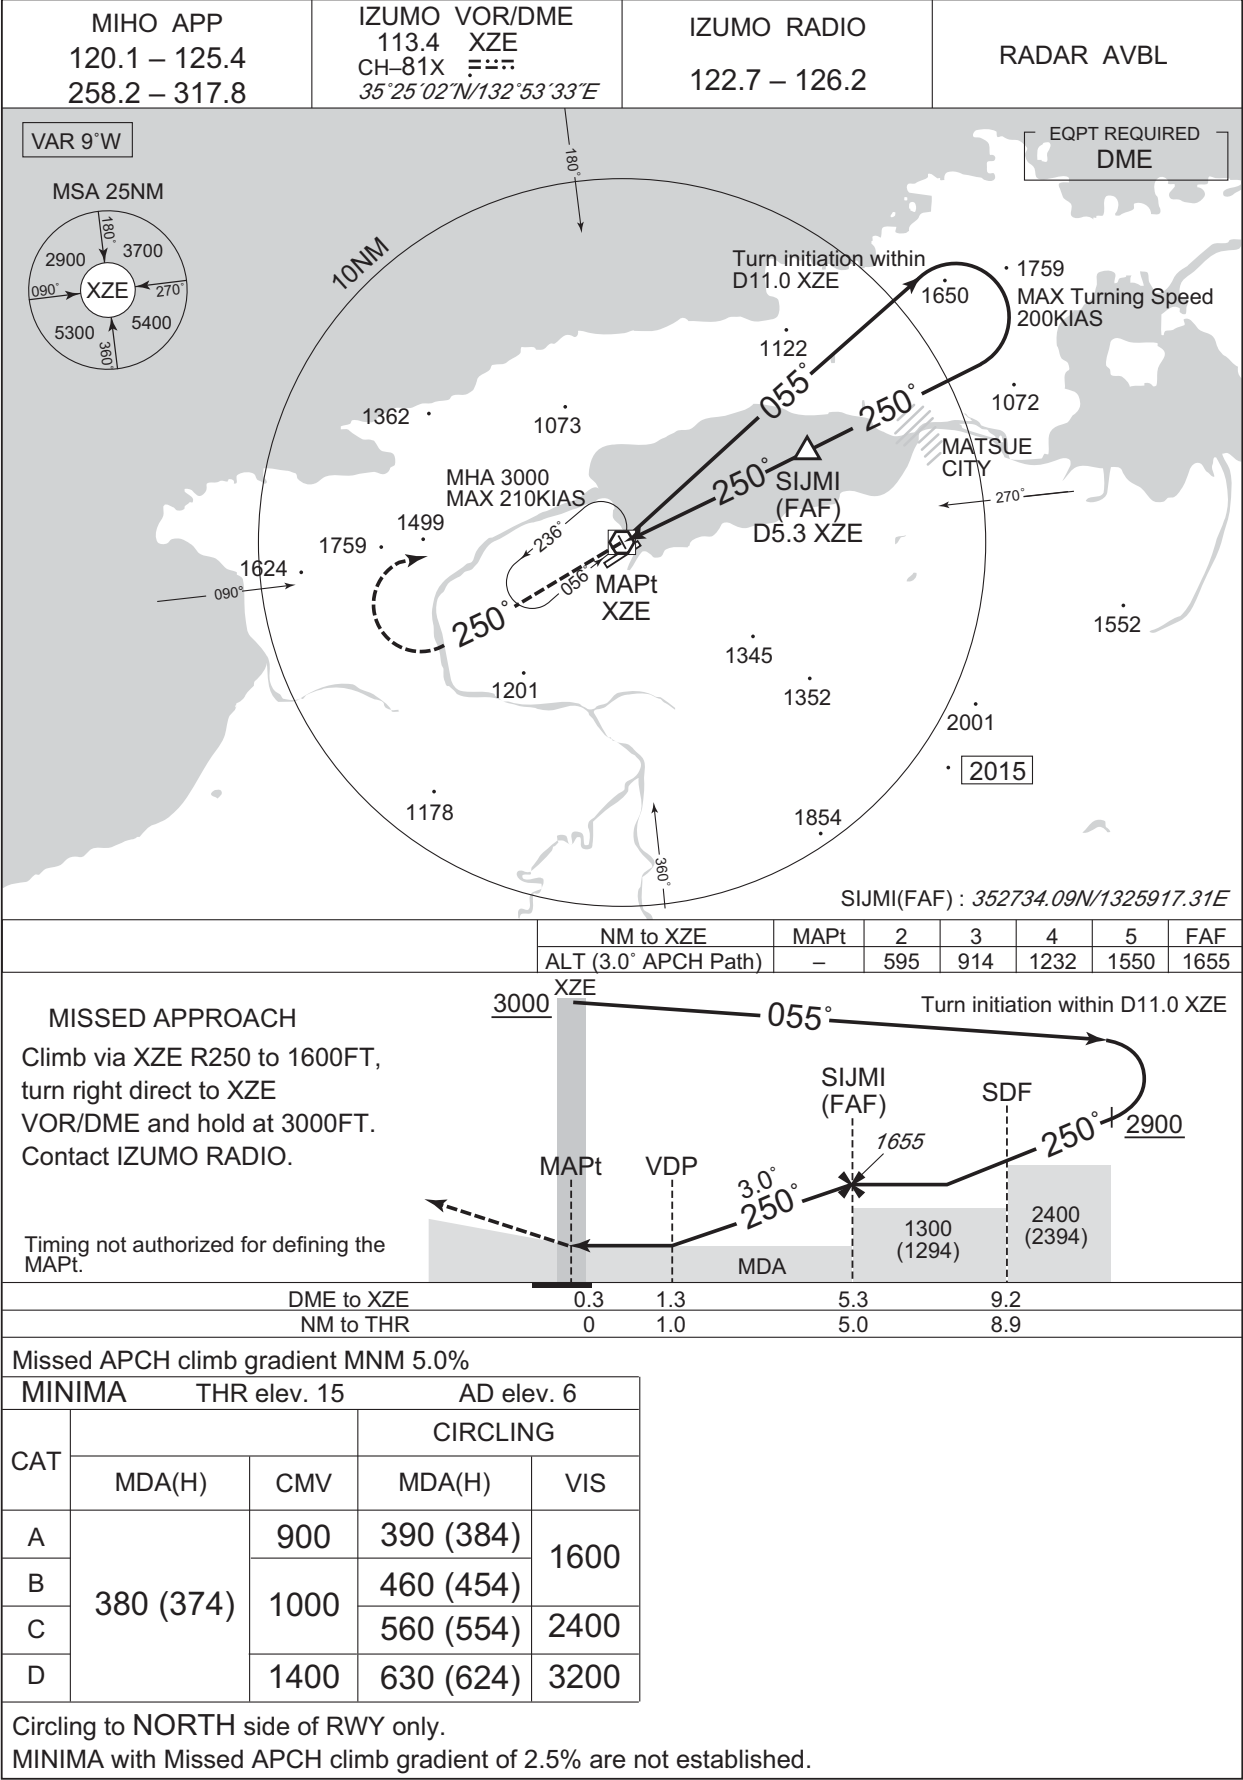 MIHO APP
120.1 – 125.4
258.2 – 317.8
IZUMO VOR/DME
113.4 XZE
CH–81X
35°25´02˝N/132°53´33˝E
IZUMO RADIO
122.7 – 126.2
RADAR AVBL
VAR 9°W
EQPT REQUIRED
DME
MSA 25NM
180°
2900
3700
090°
XZE
270°
5300
5400
360°
180°
10NM
Turn initiation within
D11.0 XZE
1650
1759
MAX Turning Speed
200KIAS
1122
055°
250°
1072
1362
1073
MATSUE
CITY
MHA 3000
MAX 210KIAS
250°
SIJMI
(FAF)
D5.3 XZE
270°
1499
1759
236°
1624
090°
056°
MAPt
XZE
250°
1552
1345
1201
1352
2001
2015
1178
1854
360°
SIJMI(FAF) : 352734.09N/1325917.31E
NM to XZE MAPt 2 3 4 5 FAF
ALT (3.0° APCH Path) – 595 914 1232 1550 1655
MISSED APPROACH
Climb via XZE R250 to 1600FT,
turn right direct to XZE
VOR/DME and hold at 3000FT.
Contact IZUMO RADIO.
Timing not authorized for defining the
MAPt.
XZE
3000
055°
Turn initiation within D11.0 XZE
SIJMI
(FAF)
SDF
250°
2900
1655
MAPt
VDP
3.0°
250°
1300
(1294)
2400
(2394)
MDA
DME to XZE 0.3 1.3 5.3 9.2
NM to THR 0 1.0 5.0 8.9
Missed APCH climb gradient MNM 5.0%
MINIMA THR elev. 15 AD elev. 6
CAT
CIRCLING
MDA(H) CMV MDA(H) VIS
A 900 390 (384)
1600
B 460 (454)
380 (374) 1000
C 560 (554) 2400
D 1400 630 (624) 3200
Circling to NORTH side of RWY only.
MINIMA with Missed APCH climb gradient of 2.5% are not established.